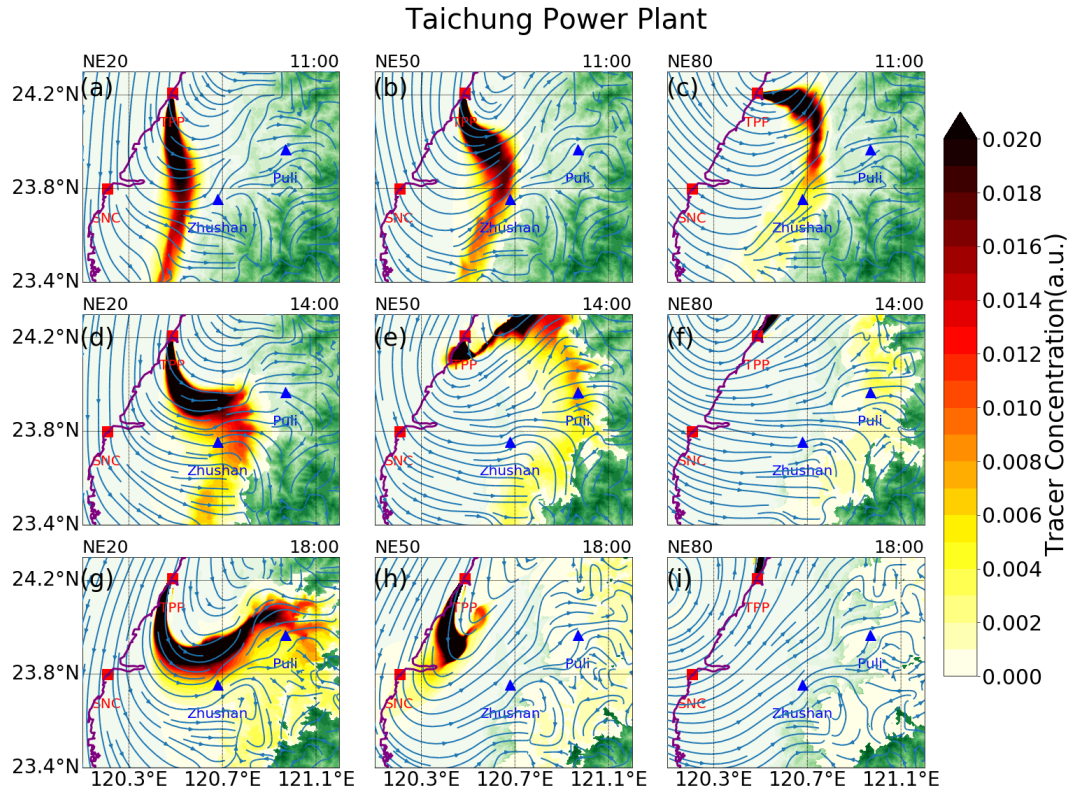 Taichung Power Plant
NE20 11:00 NE50 11:00 NE80 11:00
(a) (b) (c)
24.2°N
TPP TPP TPP
Puli Puli Puli
23.8°N
SNC SNC SNC
Zhushan Zhushan Zhushan
23.4°N
NE20 14:00 NE50 14:00 NE80 14:00
(d) (e) (f)
24.2°N
TPP TPP TPP
Puli Puli Puli
23.8°N
SNC SNC SNC
Zhushan Zhushan Zhushan
23.4°N
NE20 18:00 NE50 18:00 NE80 18:00
(g) (h) (i)
24.2°N
TPP TPP TPP
Puli Puli Puli
23.8°N
SNC SNC SNC
Zhushan Zhushan Zhushan
23.4°N
120.3°E 120.7°E 121.1°E 120.3°E 120.7°E 121.1°E 120.3°E 120.7°E 121.1°E
0.020
0.018
0.016
0.014
0.012
0.010
0.008
0.006
0.004
0.002
0.000
Tracer Concentration(a.u.)